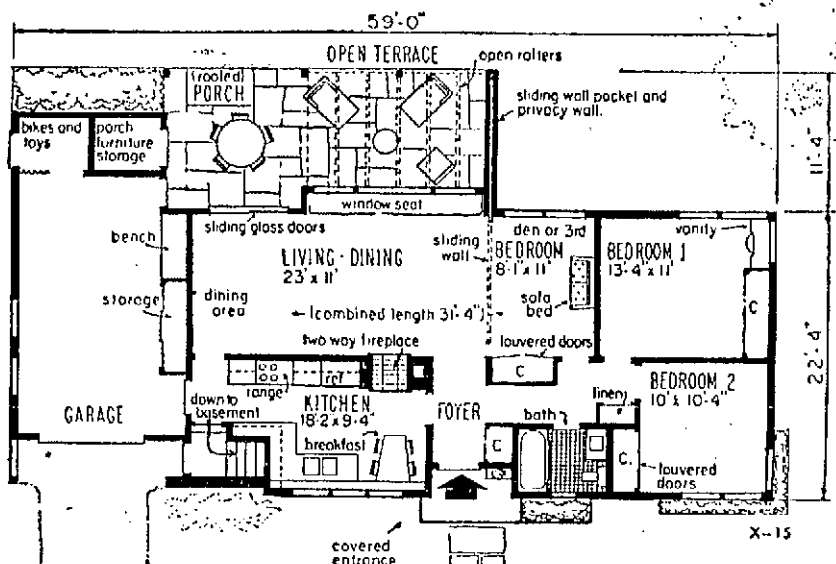 59'-0"
OPEN TERRACE
open rafters
(roofed)
PORCH
sliding wall pocket and
privacy wall.
bikes and
toys
porch
furniture
storage
11'-4"
window seat
sliding glass doors
bench
LIVING-DINING
23' x 11'
sliding
wall
den or 3rd
BEDROOM
8'-1" x 11'
vanity
BEDROOM 1
13'-4" x 11'
storage
dining
area
(combined length 31'-4")
sofa
bed
C
two way fireplace
louvered doors
C
22'-4"
range
ref
BEDROOM 2
10' x 10'-4"
linen
GARAGE
down to
basement
KITCHEN
18'-2 x 9'-4"
FOYER
bath
breakfast
C
C
C.
louvered
doors
X-15
covered
entrance